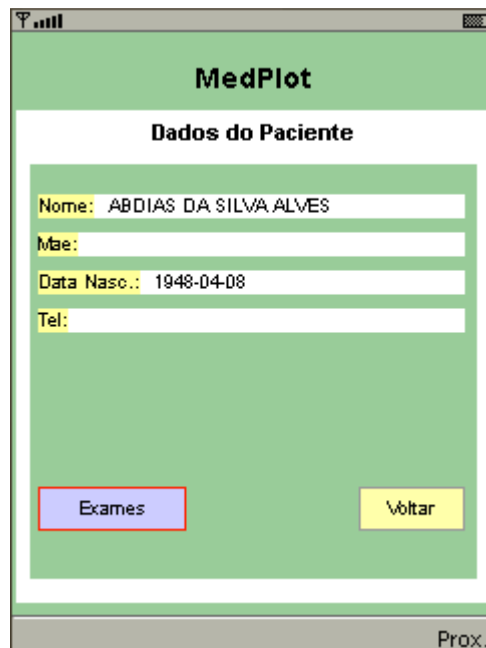 MedPlot
Dados do Paciente
Nome: ABDIAS DA SILVA ALVES
Mae:
Data Nasc.: 1948-04-08
Tel:
Exames Voltar
Prox.